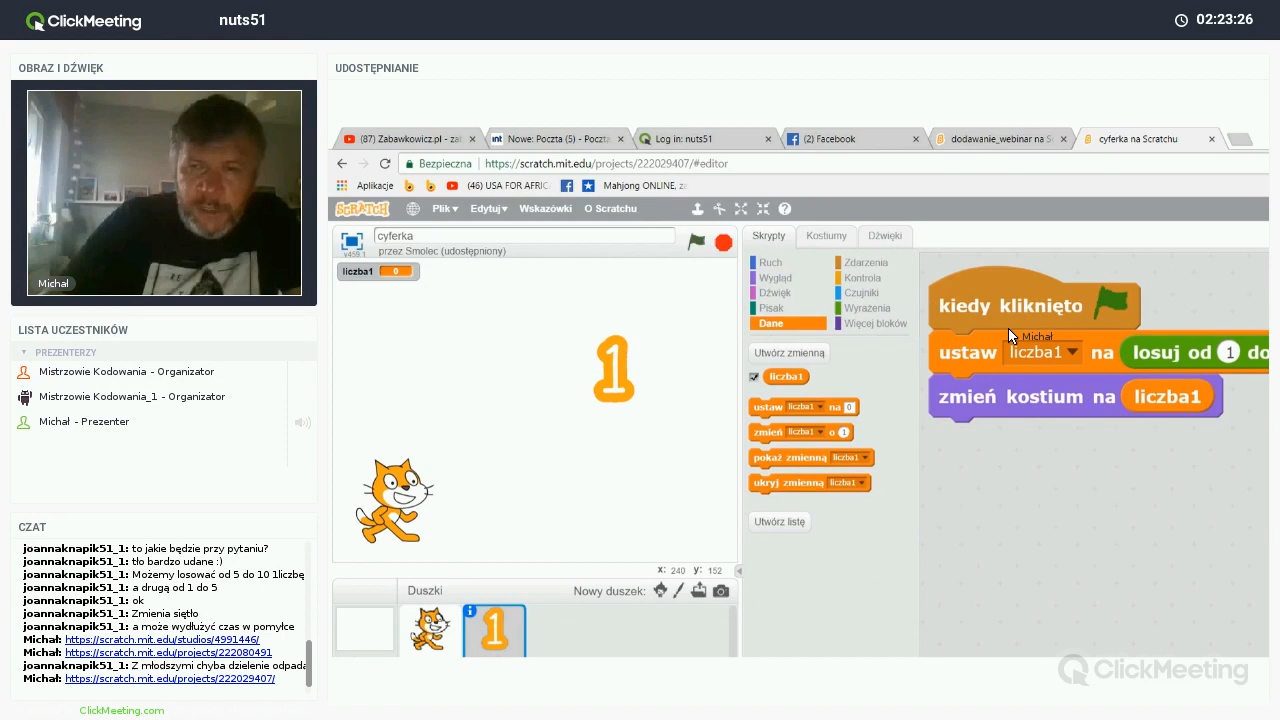 ClickMeeting
nuts51
02:23:26
OBRAZ I DŹWIĘK
Michał
LISTA UCZESTNIKÓW
PREZENTERZY
Mistrzowie Kodowania - Organizator
Mistrzowie Kodowania_1 - Organizator
Michał - Prezenter
CZAT
joannaknapik51_1: to jakie będzie przy pytaniu?
joannaknapik51_1: tło bardzo udane :)
joannaknapik51_1: Możemy losować od 5 do 10 1liczbę
a drugą od 1 do 5
joannaknapik51_1: ok
joannaknapik51_1: Zmienia siętło
joannaknapik51_1: a może wydłużyć czas w pomyłce
Michał: https://scratch.mit.edu/studios/4991446/
Michał: https://scratch.mit.edu/projects/222080491
joannaknapik51_1: Z młodszymi chyba dzielenie odpada
Michał: https://scratch.mit.edu/projects/222029407/
ClickMeeting.com
UDOSTĘPNIANIE
(87) Zabawkowicz.pl - za
Nowe: Poczta (5) - Poczta
Log in: nuts51
(2) Facebook
dodawanie_webinar na S
cyferka na Scratchu
Bezpieczna
https://scratch.mit.edu/projects/222029407/#editor
Aplikacje
(46) USA FOR AFRIC
Mahjong ONLINE, za
SCRATCH
Plik
Edytuj
Wskazówki
O Scratchu
cyferka
v459.1
przez Smolec (udostępniony)
liczba1 0
1
x: 240 y: 152
Duszki
Nowy duszek:
1
Skrypty
Kostiumy
Dźwięki
Ruch
Zdarzenia
Wygląd
Kontrola
Dźwięk
Czujniki
Pisak
Wyrażenia
Dane
Więcej bloków
Utwórz zmienną
liczba1
ustaw liczba1 na 0
zmień liczba1 o 1
pokaż zmienną liczba1
ukryj zmienną liczba1
Utwórz listę
kiedy kliknięto
Michał
ustaw liczba1 na losuj od 1 do
zmień kostium na liczba1
ClickMeeting